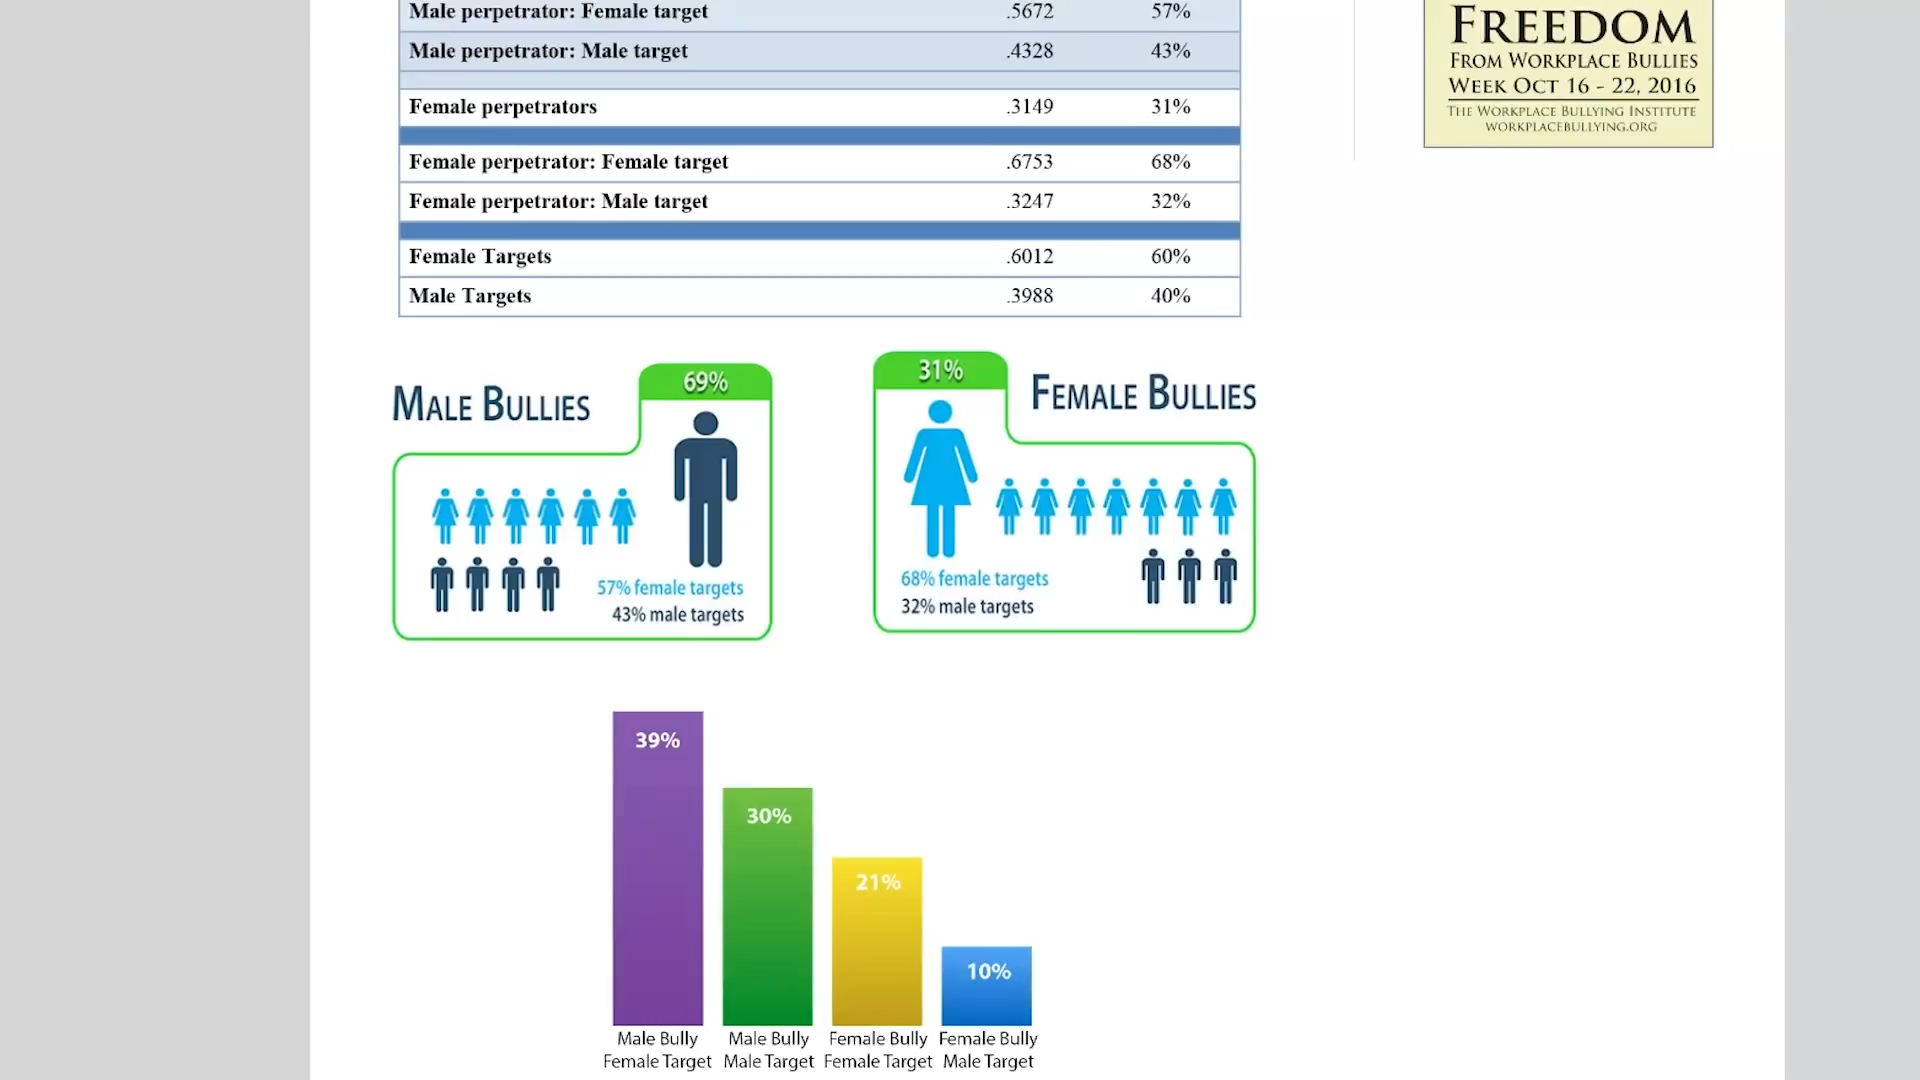 Male perpetrator: Female target .5672 57%
Male perpetrator: Male target .4328 43%
Female perpetrators .3149 31%
Female perpetrator: Female target .6753 68%
Female perpetrator: Male target .3247 32%
Female Targets .6012 60%
Male Targets .3988 40%
FREEDOM
FROM WORKPLACE BULLIES
WEEK OCT 16 - 22, 2016
THE WORKPLACE BULLYING INSTITUTE
WORKPLACEBULLYING.ORG
MALE BULLIES
69%
57% female targets
43% male targets
31%
FEMALE BULLIES
68% female targets
32% male targets
39%
30%
21%
10%
Male Bully
Female Target
Male Bully
Male Target
Female Bully
Female Target
Female Bully
Male Target